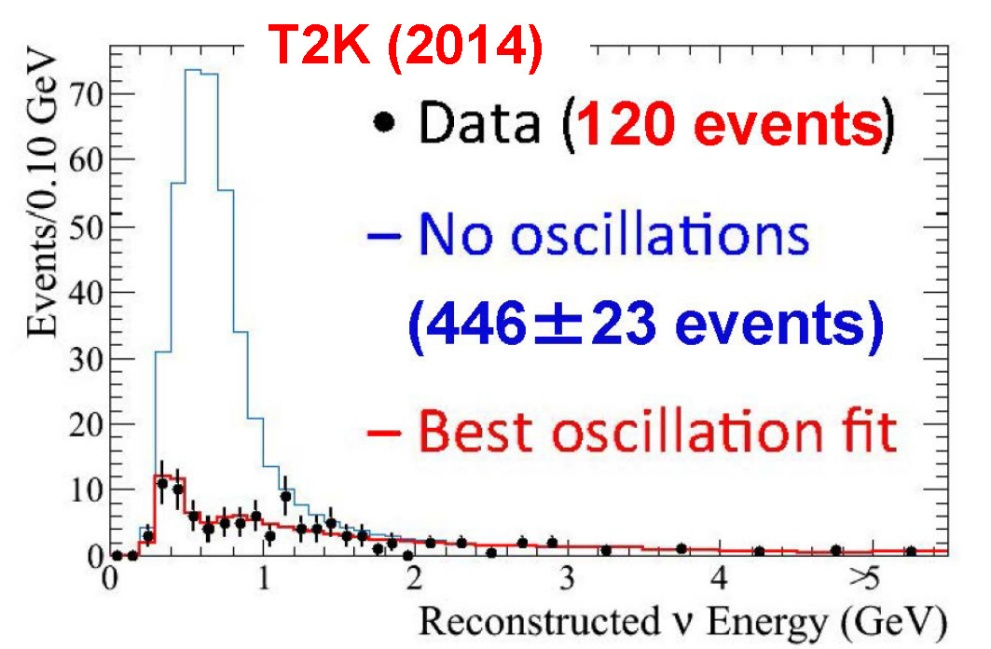 T2K (2014)
Events/0.10 GeV
70
60
50
40
30
20
10
0
Data (120 events)
No oscillations
(446±23 events)
Best oscillation fit
0 1 2 3 4 >5
Reconstructed ν Energy (GeV)